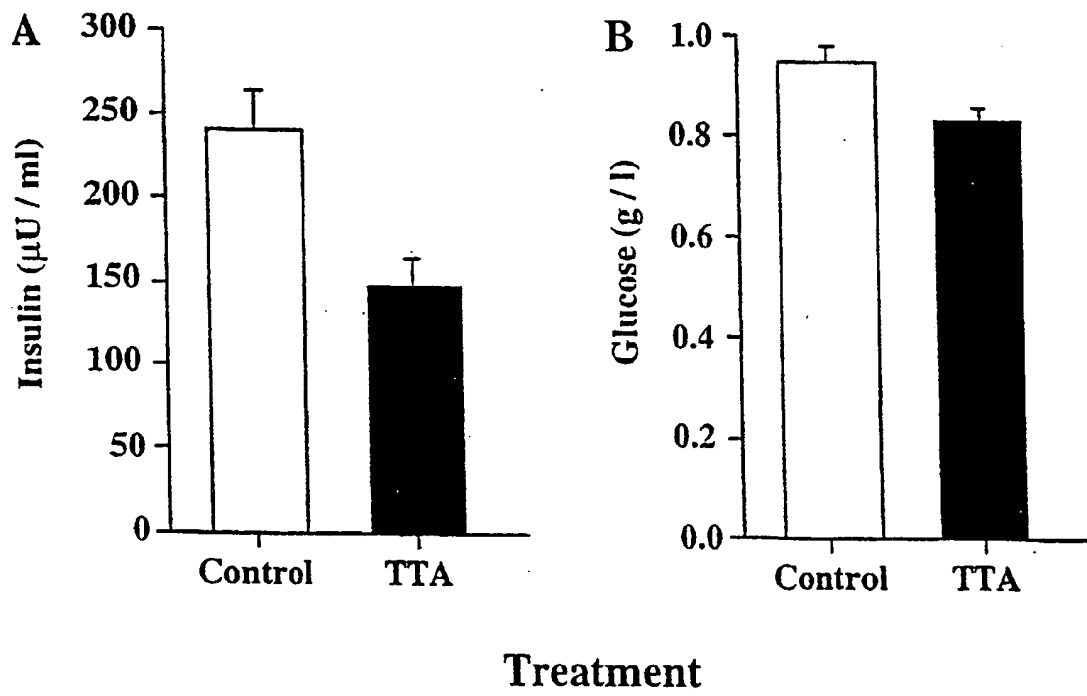 A
Insulin (µU / ml)
300
250
200
150
100
50
0
Control TTA
B
Glucose (g / l)
1.0
0.8
0.6
0.4
0.2
0.0
Control TTA
Treatment